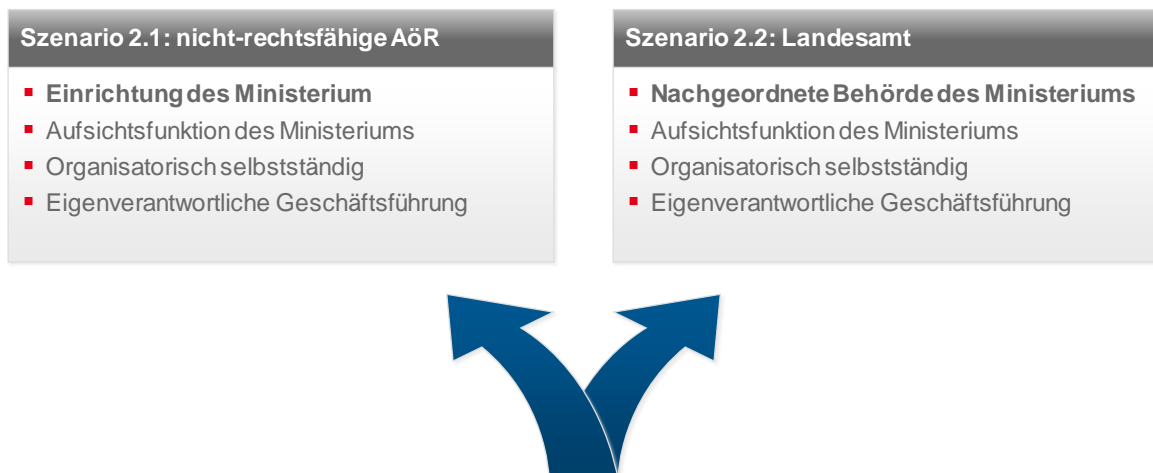 Szenario 2.1: nicht-rechtsfähige AöR
▪ Einrichtung des Ministerium
▪ Aufsichtsfunktion des Ministeriums
▪ Organisatorisch selbstständig
▪ Eigenverantwortliche Geschäftsführung
Szenario 2.2: Landesamt
▪ Nachgeordnete Behörde des Ministeriums
▪ Aufsichtsfunktion des Ministeriums
▪ Organisatorisch selbstständig
▪ Eigenverantwortliche Geschäftsführung